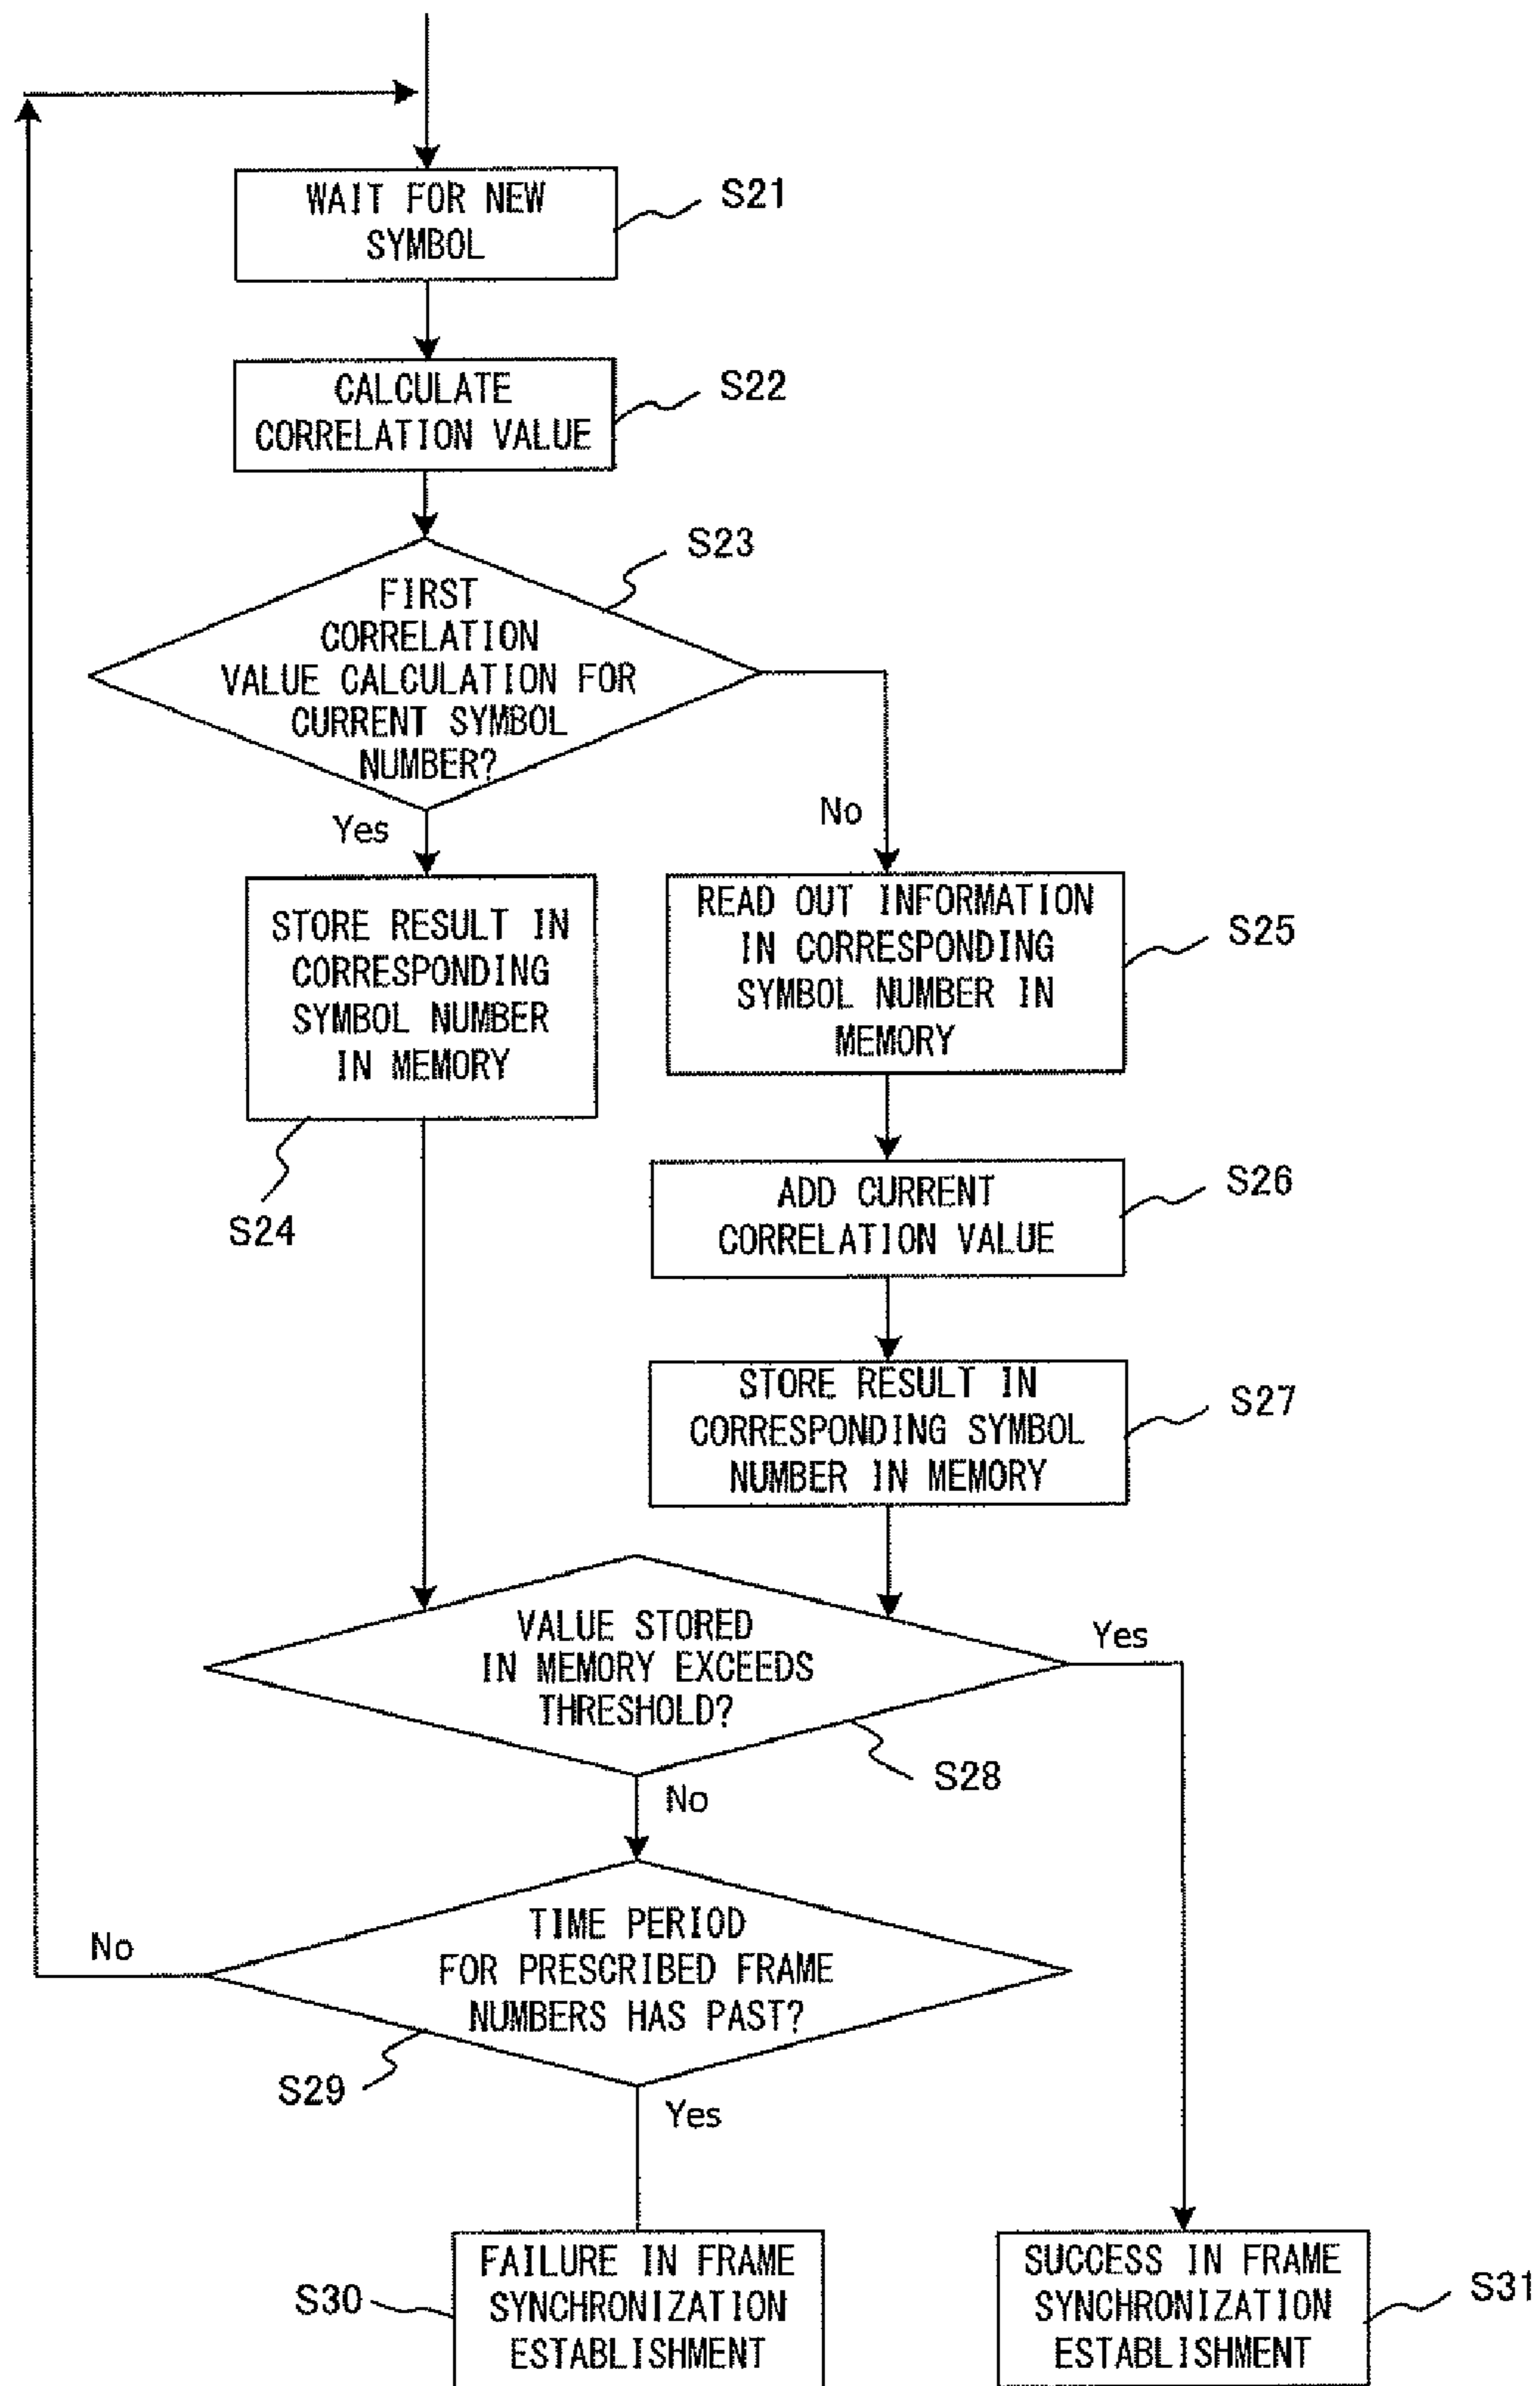 WAIT FOR NEW
SYMBOL
S21
CALCULATE
CORRELATION VALUE
S22
S23
FIRST
CORRELATION
VALUE CALCULATION FOR
CURRENT SYMBOL
NUMBER?
Yes
No
STORE RESULT IN
CORRESPONDING
SYMBOL NUMBER
IN MEMORY
S24
READ OUT INFORMATION
IN CORRESPONDING
SYMBOL NUMBER IN
MEMORY
S25
ADD CURRENT
CORRELATION VALUE
S26
STORE RESULT IN
CORRESPONDING SYMBOL
NUMBER IN MEMORY
S27
VALUE STORED
IN MEMORY EXCEEDS
THRESHOLD?
Yes
S28
No
TIME PERIOD
FOR PRESCRIBED FRAME
NUMBERS HAS PAST?
No
S29
Yes
FAILURE IN FRAME
SYNCHRONIZATION
ESTABLISHMENT
S30
SUCCESS IN FRAME
SYNCHRONIZATION
ESTABLISHMENT
S31